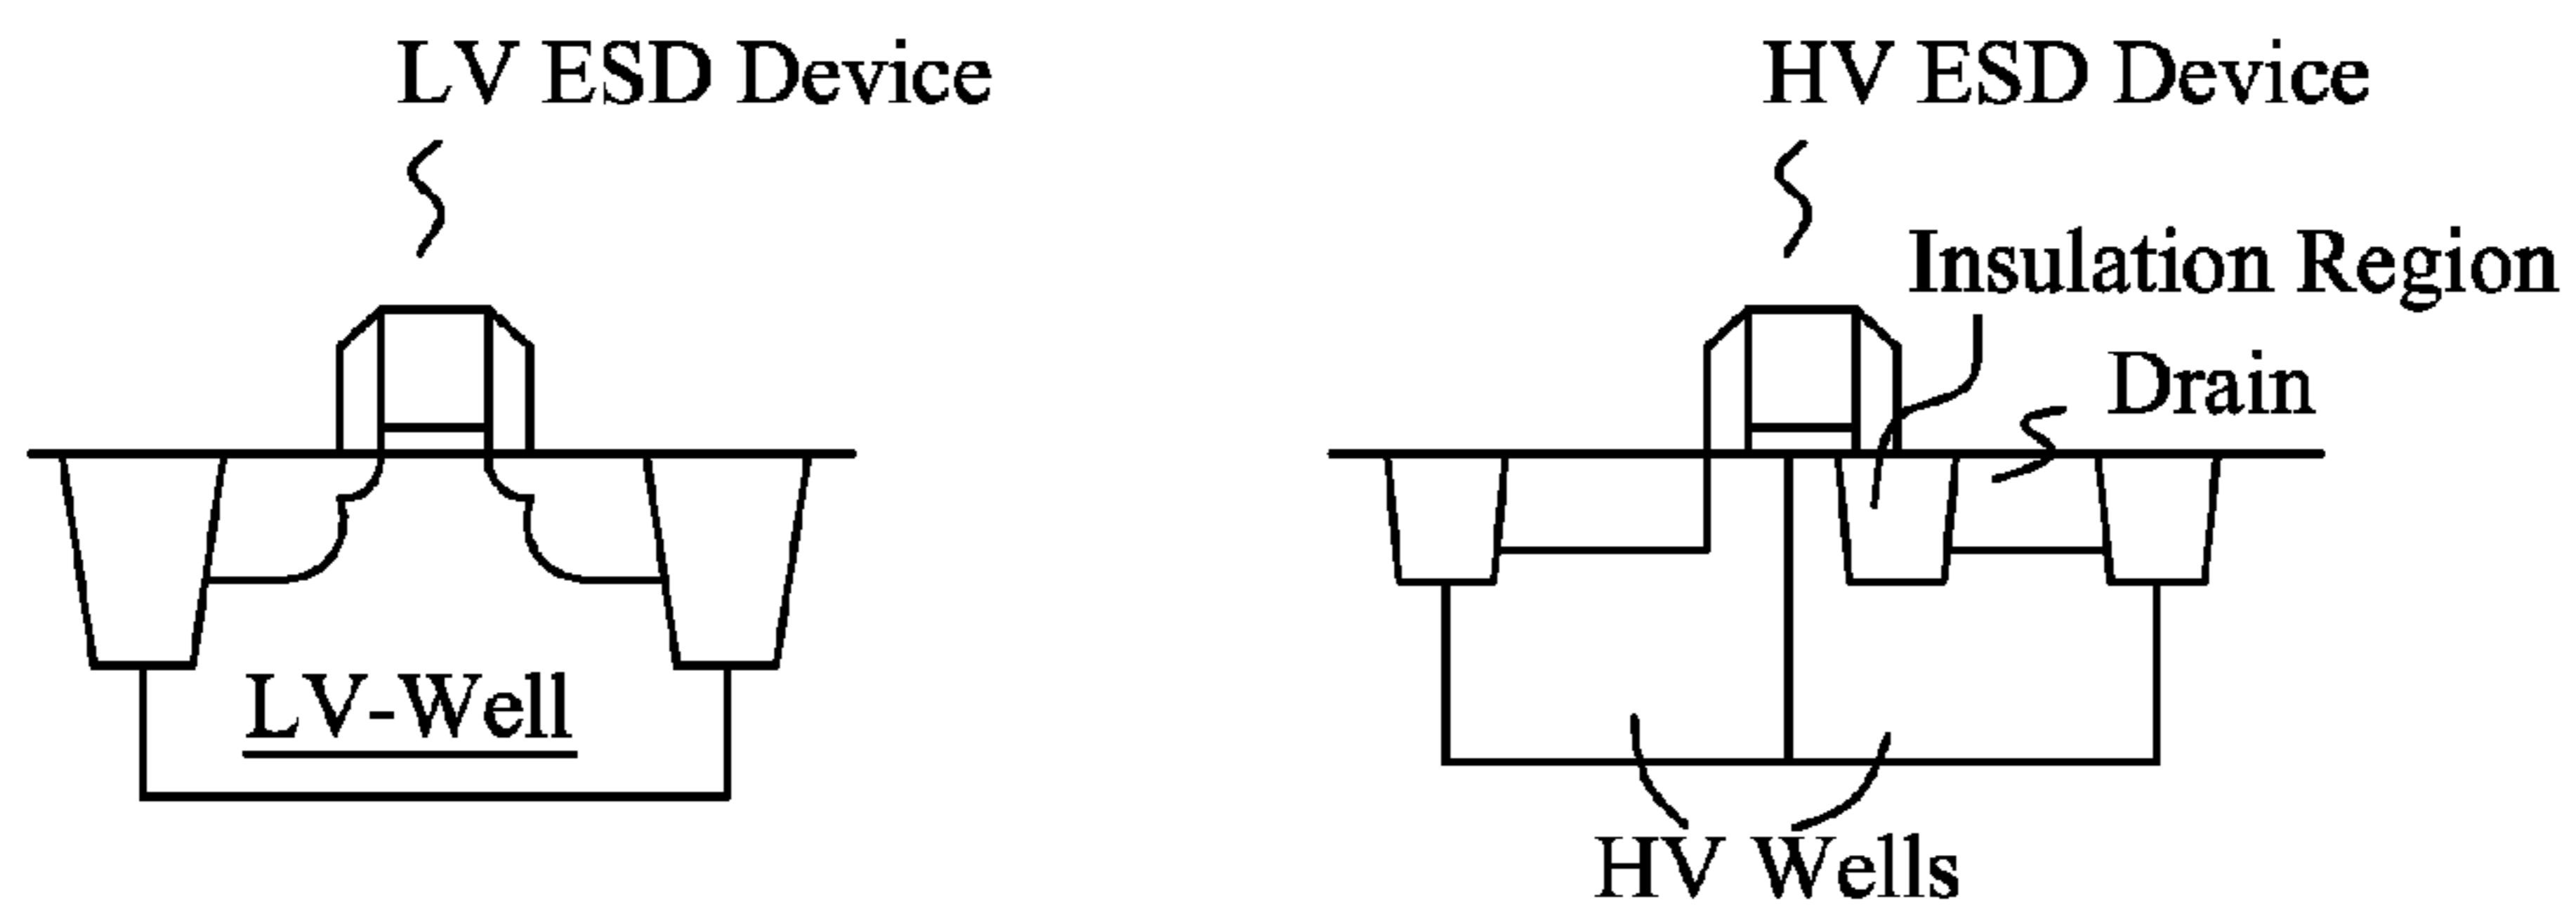 LV ESD Device
HV ESD Device
Insulation Region
Drain
LV-Well
HV Wells